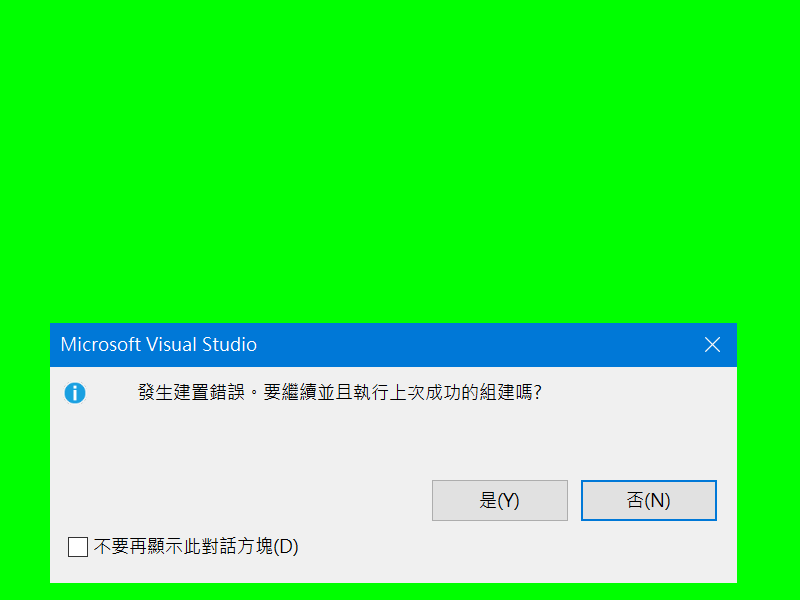 Microsoft Visual Studio
發生建置錯誤。要繼續並且執行上次成功的組建嗎?
是(Y)
否(N)
不要再顯示此對話方塊(D)